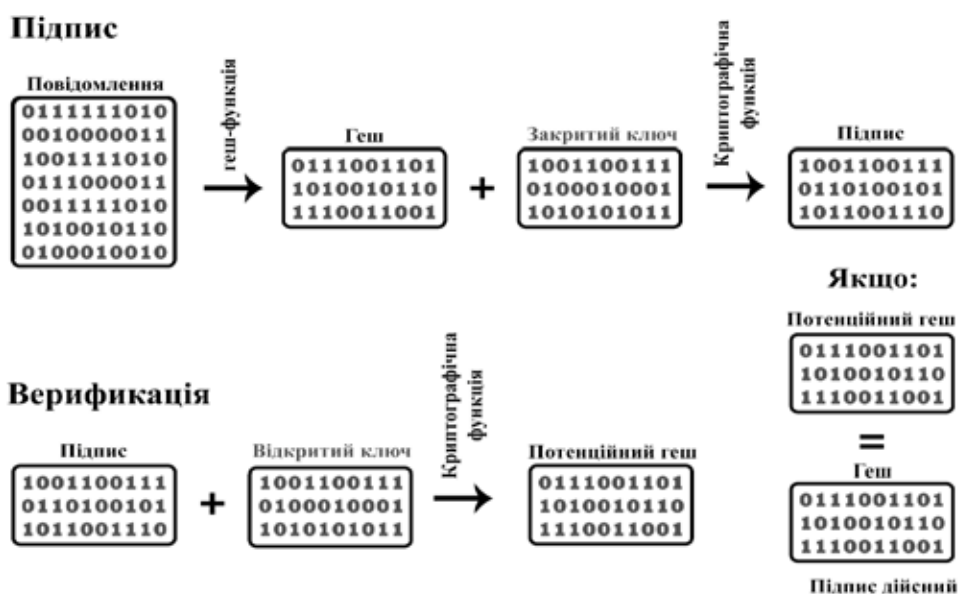 Підпис
Повідомлення
0111111010
0010000011
1001111010
0111000011
0011111010
1010010110
0100010010
геш-функція
Геш
0111001101
1010010110
1110011001
+
Закритий ключ
1001100111
0100010001
1010101011
Криптографічна
функція
Підпис
1001100111
0110100101
1011001110
Якщо:
Потенційний геш
0111001101
1010010110
1110011001
=
Геш
0111001101
1010010110
1110011001
Підпис дійсний
Верификація
Підпис
1001100111
0110100101
1011001110
+
Відкритий ключ
1001100111
0100010001
1010101011
Криптографічна
функція
Потенційний геш
0111001101
1010010110
1110011001